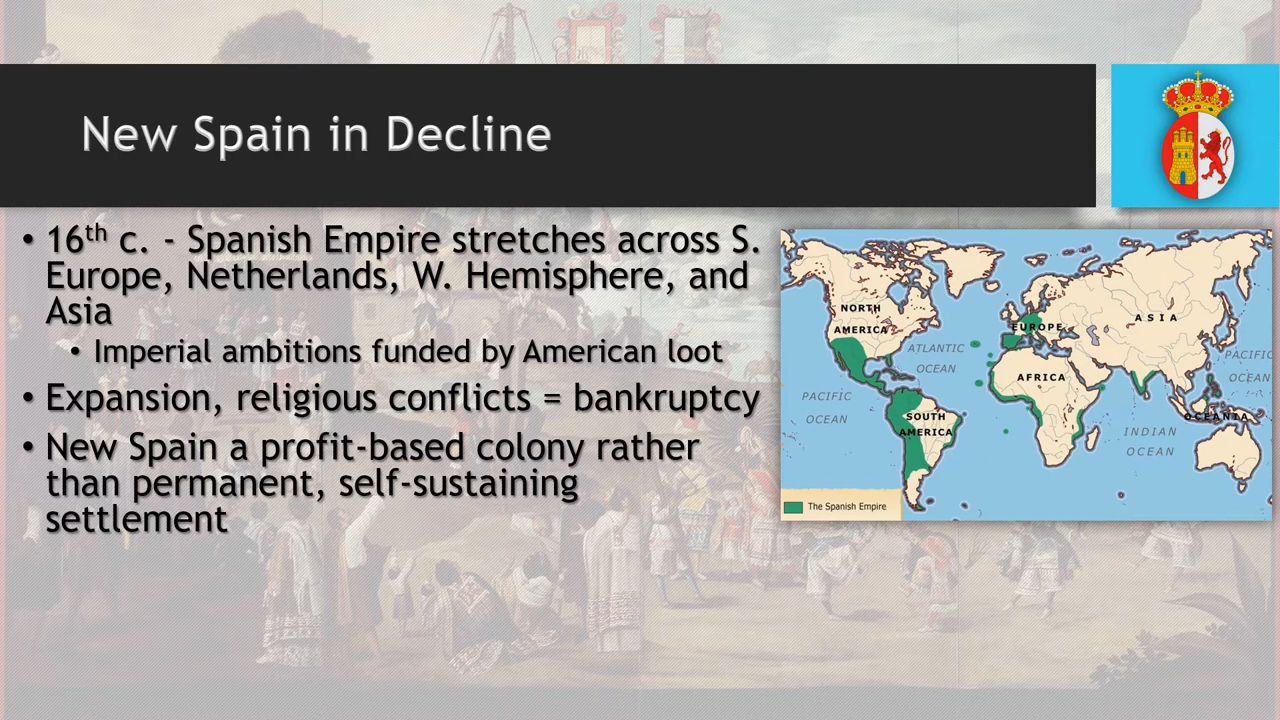 New Spain in Decline
• 16th c. - Spanish Empire stretches across S.
Europe, Netherlands, W. Hemisphere, and
Asia
• Imperial ambitions funded by American loot
• Expansion, religious conflicts = bankruptcy
• New Spain a profit-based colony rather
than permanent, self-sustaining
settlement
NORTH
AMERICA
ATLANTIC
OCEAN
EUROPE
ASIA
AFRICA
PACIFIC
OCEAN
PACIFIC
OCEAN
SOUTH
AMERICA
INDIAN
OCEAN
OCEANIA
The Spanish Empire